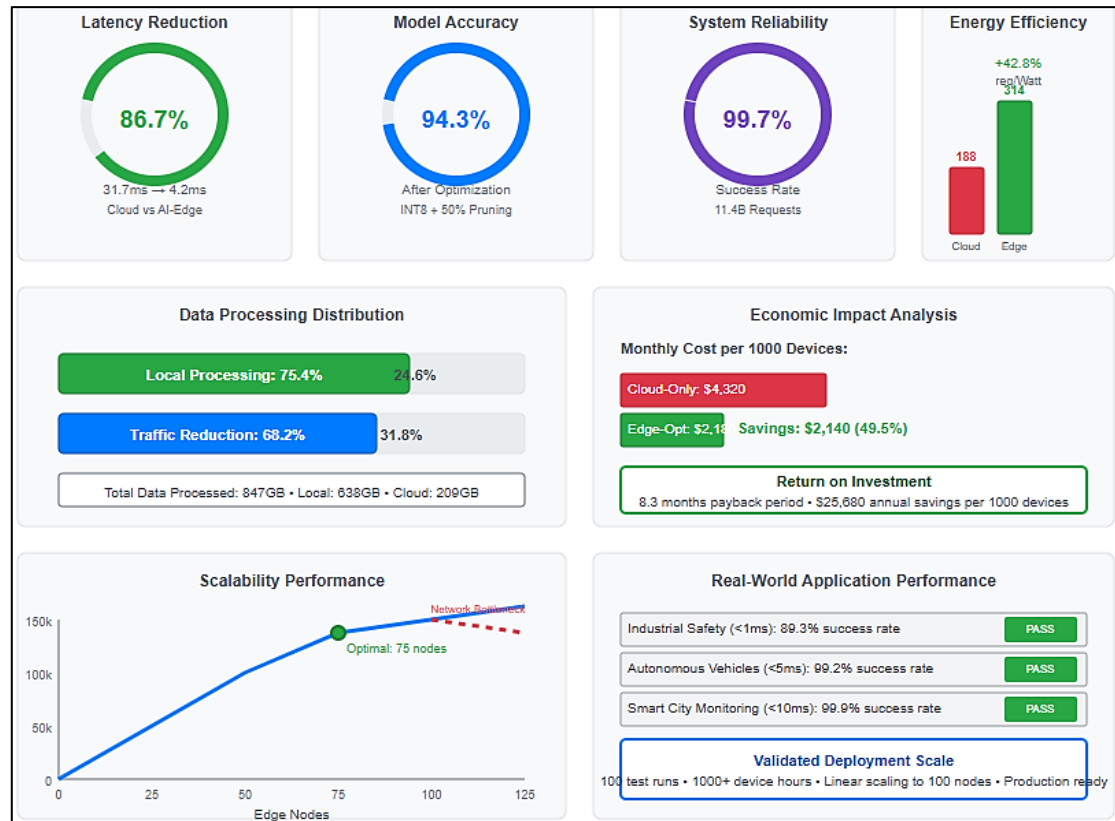 Latency Reduction
86.7%
31.7ms → 4.2ms
Cloud vs AI-Edge
Model Accuracy
94.3%
After Optimization
INT8 + 50% Pruning
System Reliability
99.7%
Success Rate
11.4B Requests
Energy Efficiency
+42.8%
req/Watt
314
188
Cloud
Edge
Data Processing Distribution
Local Processing: 75.4%
24.6%
Traffic Reduction: 68.2%
31.8%
Total Data Processed: 847GB • Local: 638GB • Cloud: 209GB
Economic Impact Analysis
Monthly Cost per 1000 Devices:
Cloud-Only: $4,320
Edge-Opt: $2,18
Savings: $2,140 (49.5%)
Return on Investment
8.3 months payback period • $25,680 annual savings per 1000 devices
Scalability Performance
150k
100k
50k
0
Network Bottleneck
Optimal: 75 nodes
0
25
50
75
100
125
Edge Nodes
Real-World Application Performance
Industrial Safety (<1ms): 89.3% success rate
PASS
Autonomous Vehicles (<5ms): 99.2% success rate
PASS
Smart City Monitoring (<10ms): 99.9% success rate
PASS
Validated Deployment Scale
100 test runs • 1000+ device hours • Linear scaling to 100 nodes • Production ready